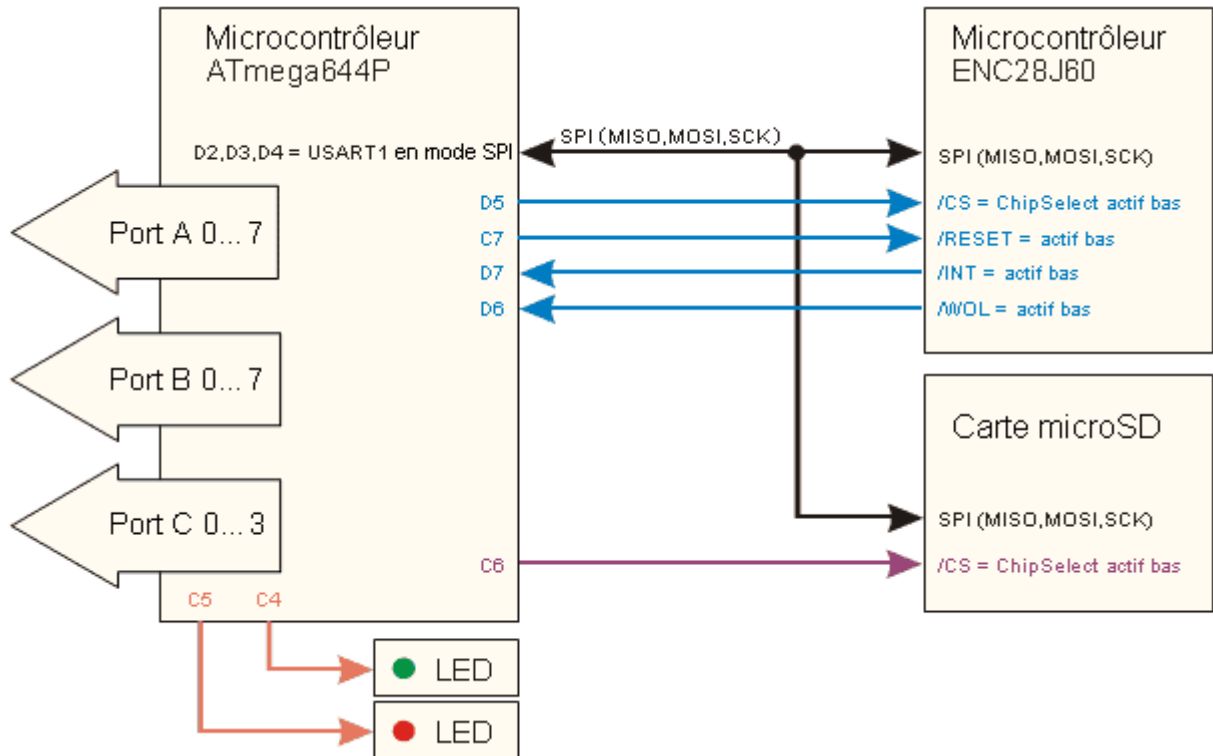 Microcontrôleur
ATmega644P
Microcontrôleur
ENC28J60
D2,D3,D4 = USART1 en mode SPI
SPI (MISO,MOSI,SCK)
SPI (MISO,MOSI,SCK)
D5
/CS = ChipSelect actif bas
C7
/RESET = actif bas
D7
/INT = actif bas
D6
/WOL = actif bas
Port A 0... 7
Port B 0... 7
Port C 0... 3
Carte microSD
SPI (MISO,MOSI,SCK)
C6
/CS = ChipSelect actif bas
C5
C4
LED
LED